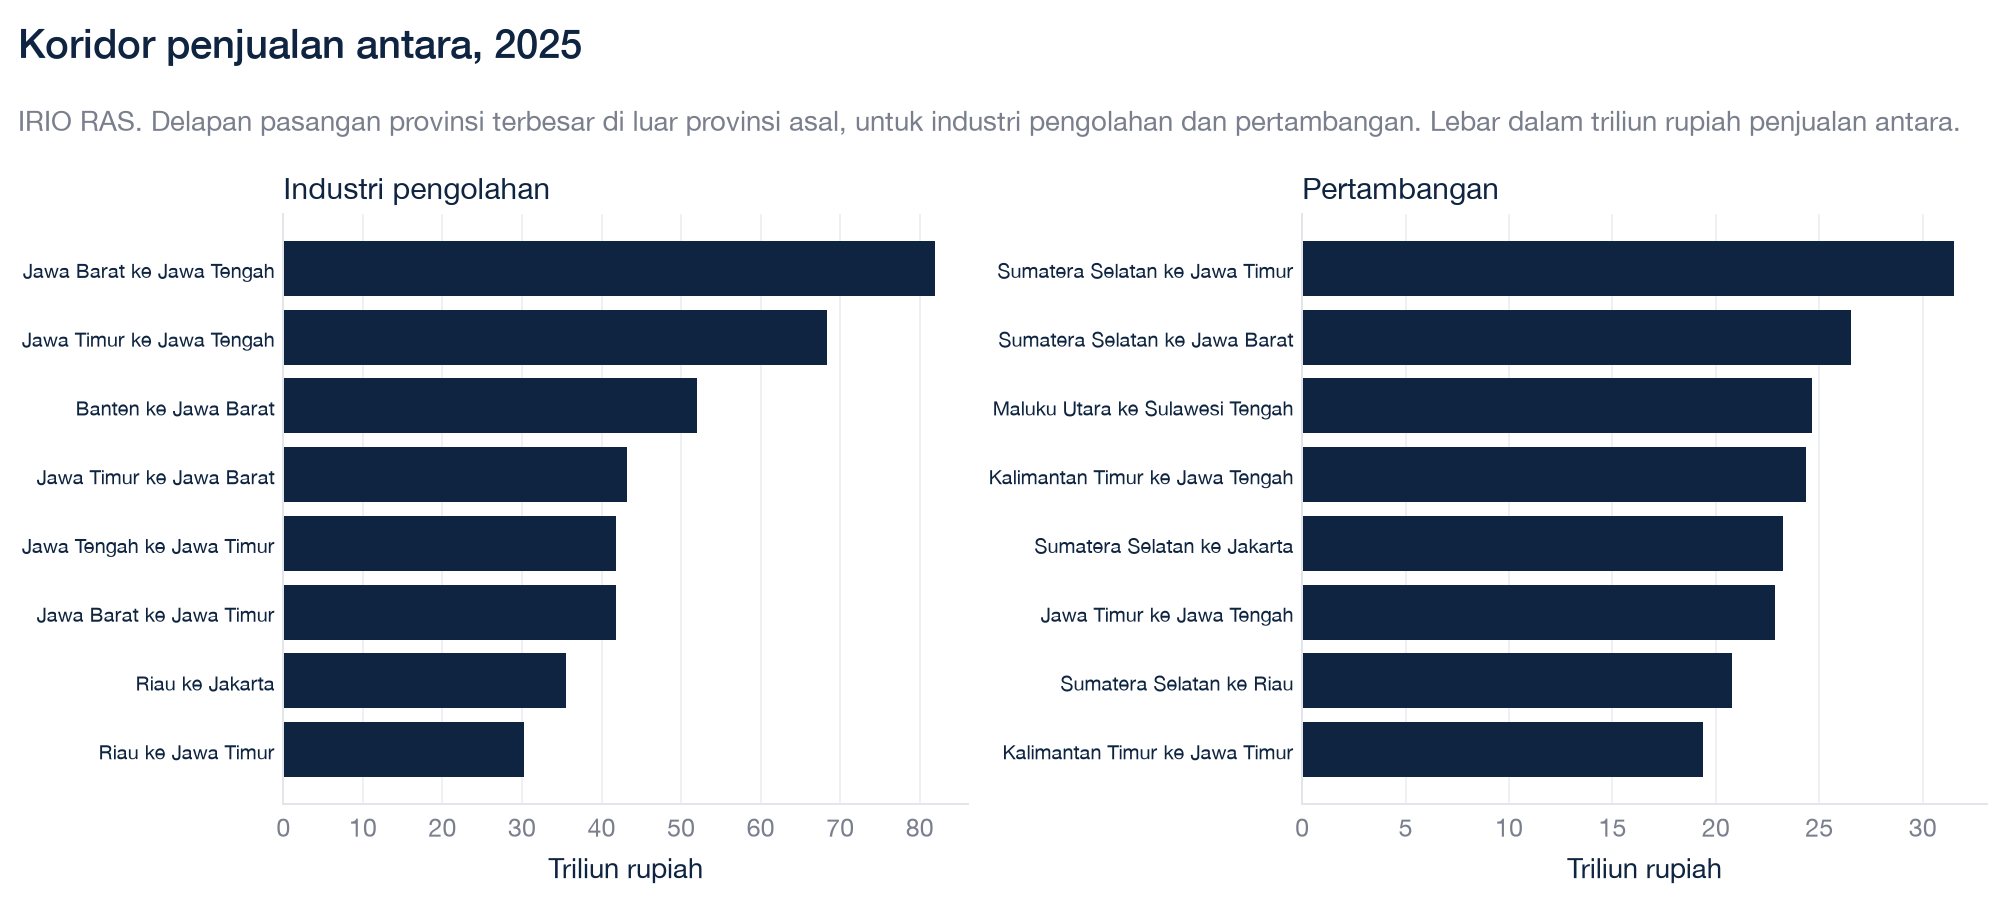 Koridor penjualan antara, 2025
IRIO RAS. Delapan pasangan provinsi terbesar di luar provinsi asal, untuk industri pengolahan dan pertambangan. Lebar dalam triliun rupiah penjualan antara.
Industri pengolahan
Jawa Barat ke Jawa Tengah
Jawa Timur ke Jawa Tengah
Banten ke Jawa Barat
Jawa Timur ke Jawa Barat
Jawa Tengah ke Jawa Timur
Jawa Barat ke Jawa Timur
Riau ke Jakarta
Riau ke Jawa Timur
0 10 20 30 40 50 60 70 80
Triliun rupiah
Pertambangan
Sumatera Selatan ke Jawa Timur
Sumatera Selatan ke Jawa Barat
Maluku Utara ke Sulawesi Tengah
Kalimantan Timur ke Jawa Tengah
Sumatera Selatan ke Jakarta
Jawa Timur ke Jawa Tengah
Sumatera Selatan ke Riau
Kalimantan Timur ke Jawa Timur
0 5 10 15 20 25 30
Triliun rupiah